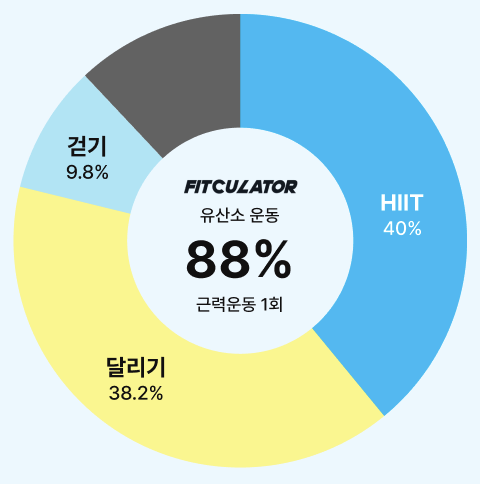 걷기
9.8%
FITCULATOR
유산소 운동
88%
근력운동 1회
HIIT
40%
달리기
38.2%